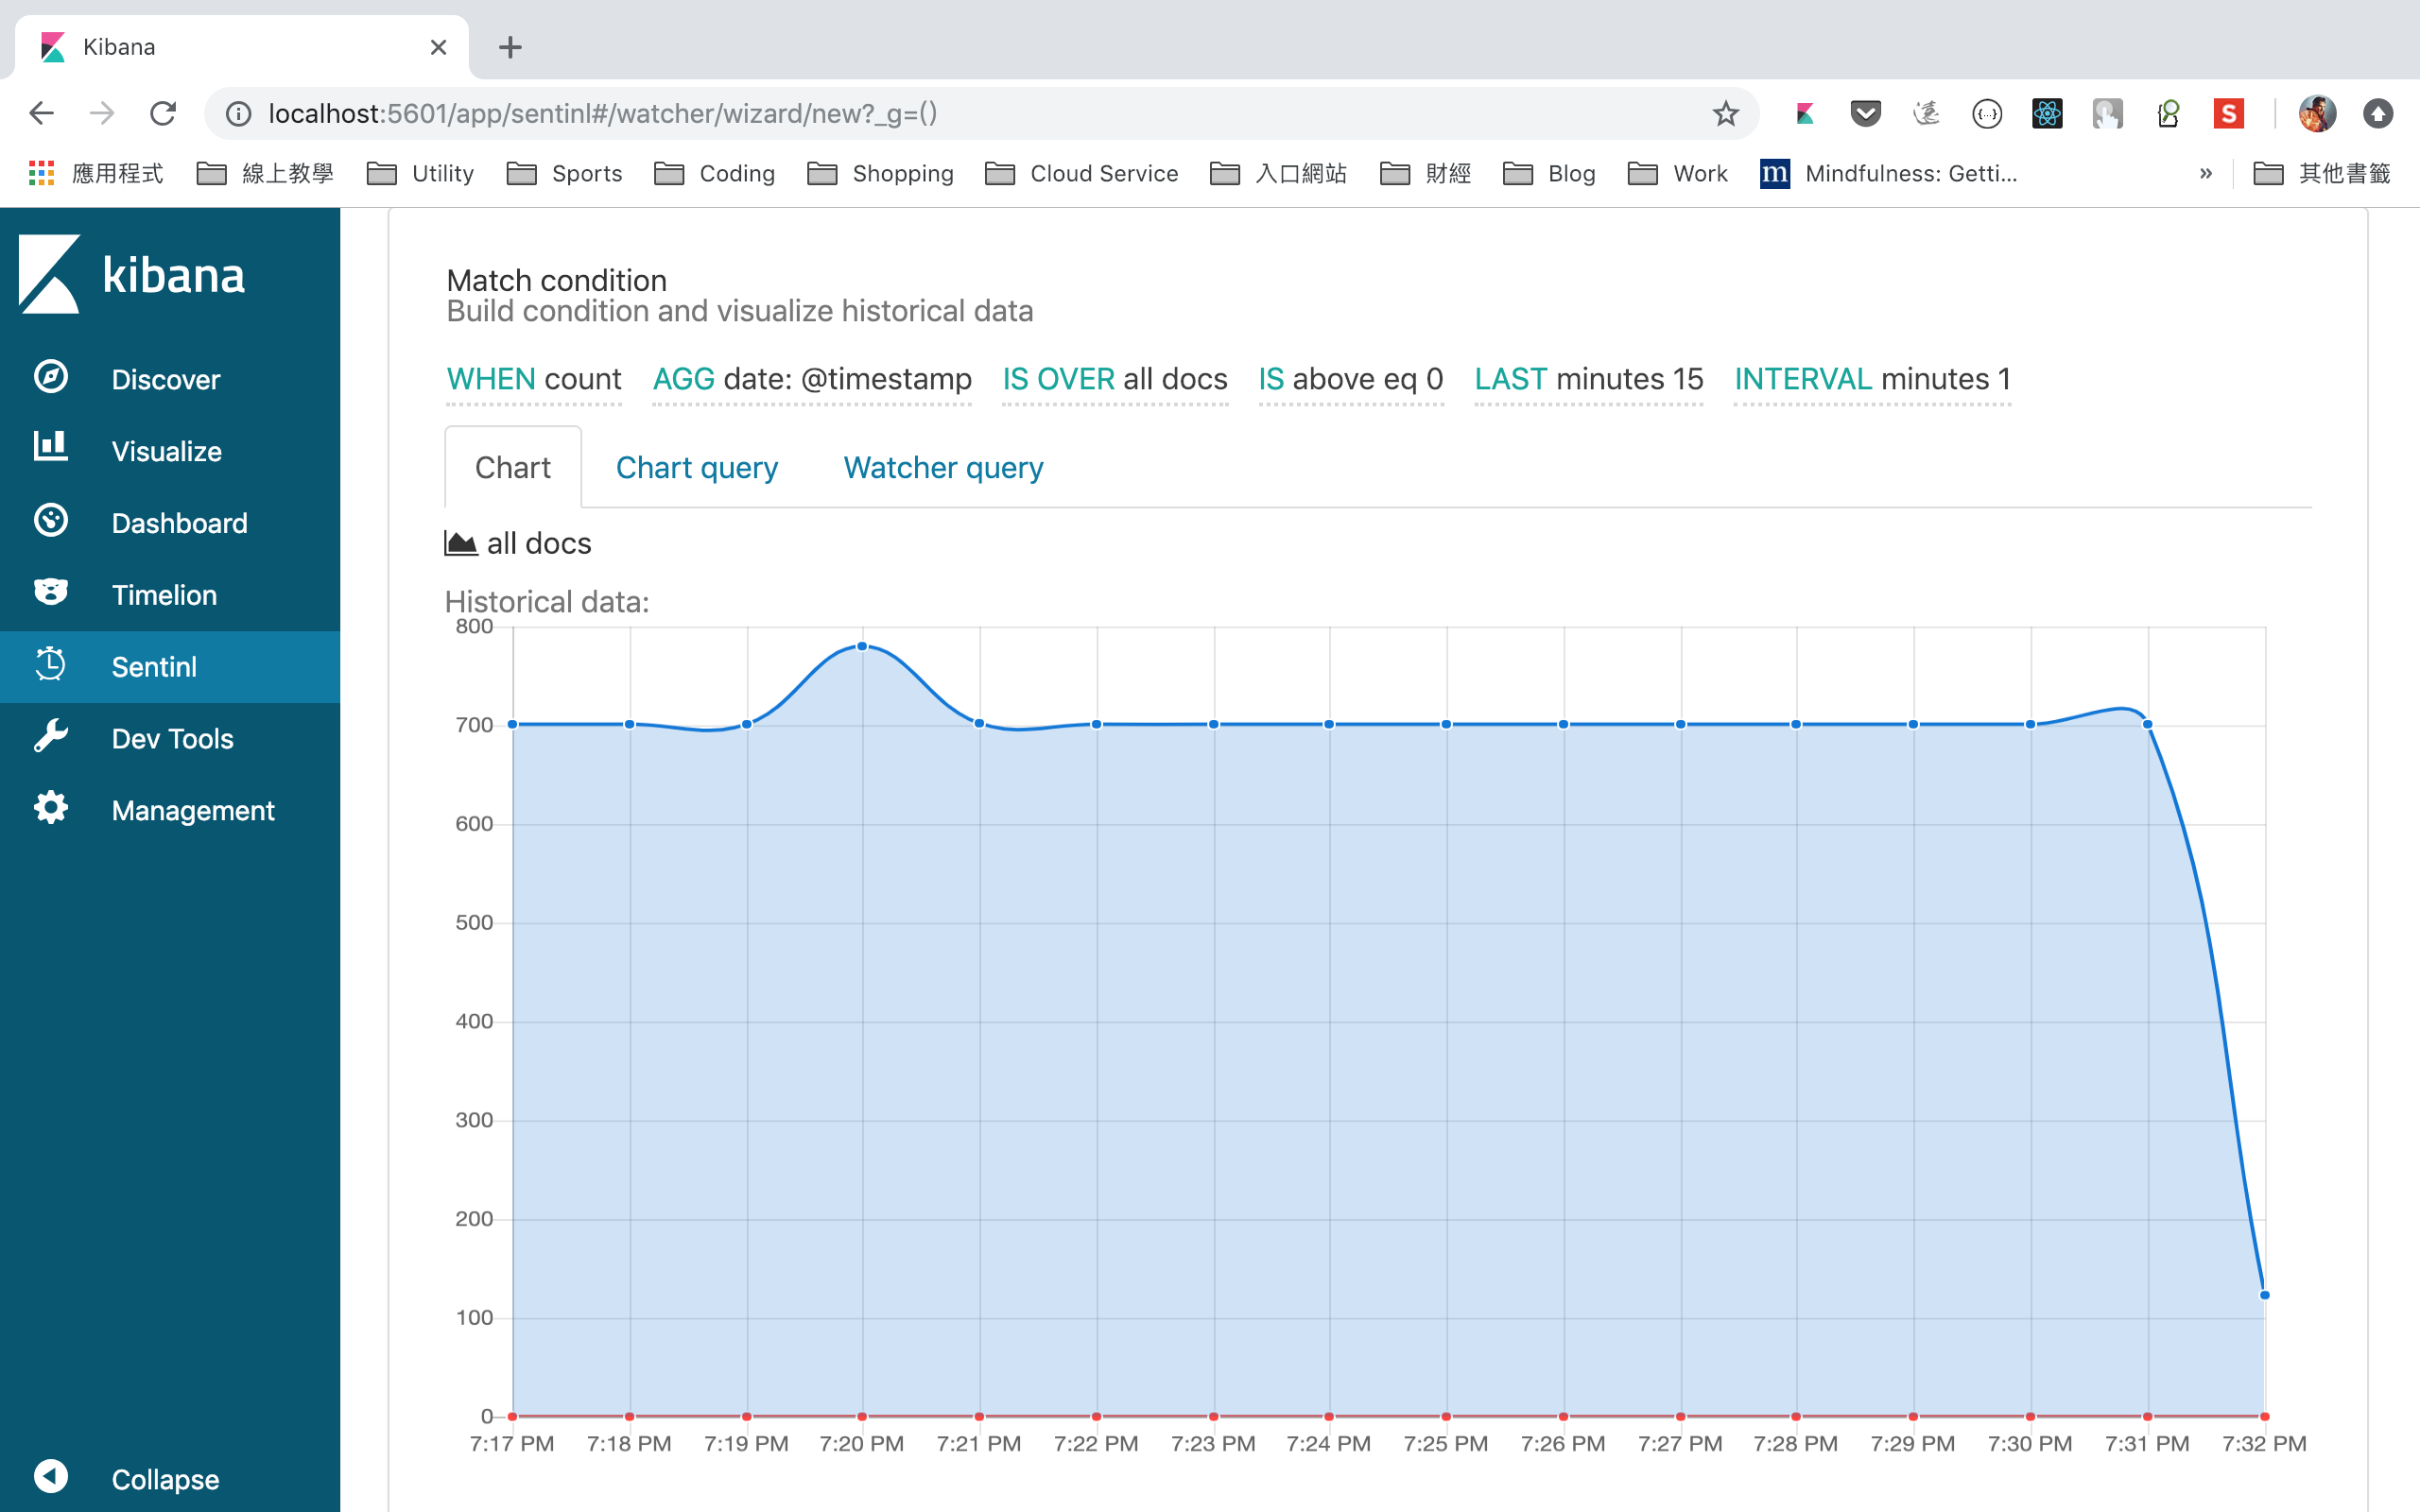 Kibana
localhost:5601/app/sentinl#/watcher/wizard/new?_g=()
應用程式 線上教學 Utility Sports Coding Shopping Cloud Service 入口網站 財經 Blog Work Mindfulness: Getti... » 其他書籤
kibana
Discover
Visualize
Dashboard
Timelion
Sentinl
Dev Tools
Management
Collapse
Match condition
Build condition and visualize historical data
WHEN count AGG date: @timestamp IS OVER all docs IS above eq 0 LAST minutes 15 INTERVAL minutes 1
Chart Chart query Watcher query
all docs
Historical data:
800
700
600
500
400
300
200
100
0
7:17 PM 7:18 PM 7:19 PM 7:20 PM 7:21 PM 7:22 PM 7:23 PM 7:24 PM 7:25 PM 7:26 PM 7:27 PM 7:28 PM 7:29 PM 7:30 PM 7:31 PM 7:32 PM